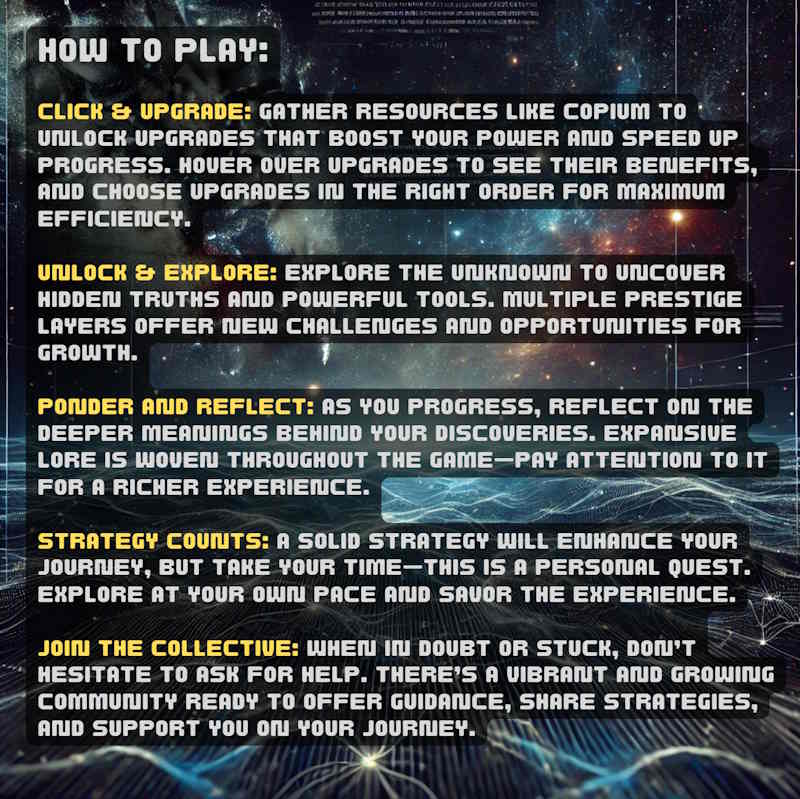 HOW TO PLAY:
CLICK & UPGRADE: GATHER RESOURCES LIKE COPIUM TO
UNLOCK UPGRADES THAT BOOST YOUR POWER AND SPEED UP
PROGRESS. HOVER OVER UPGRADES TO SEE THEIR BENEFITS,
AND CHOOSE UPGRADES IN THE RIGHT ORDER FOR MAXIMUM
EFFICIENCY.
UNLOCK & EXPLORE: EXPLORE THE UNKNOWN TO UNCOVER
HIDDEN TRUTHS AND POWERFUL TOOLS. MULTIPLE PRESTIGE
LAYERS OFFER NEW CHALLENGES AND OPPORTUNITIES FOR
GROWTH.
PONDER AND REFLECT: AS YOU PROGRESS, REFLECT ON THE
DEEPER MEANINGS BEHIND YOUR DISCOVERIES. EXPANSIVE
LORE IS WOVEN THROUGHOUT THE GAME—PAY ATTENTION TO IT
FOR A RICHER EXPERIENCE.
STRATEGY COUNTS: A SOLID STRATEGY WILL ENHANCE YOUR
JOURNEY, BUT TAKE YOUR TIME—THIS IS A PERSONAL QUEST.
EXPLORE AT YOUR OWN PACE AND SAVOR THE EXPERIENCE.
JOIN THE COLLECTIVE: WHEN IN DOUBT OR STUCK, DON'T
HESITATE TO ASK FOR HELP. THERE'S A VIBRANT AND GROWING
COMMUNITY READY TO OFFER GUIDANCE, SHARE STRATEGIES,
AND SUPPORT YOU ON YOUR JOURNEY.